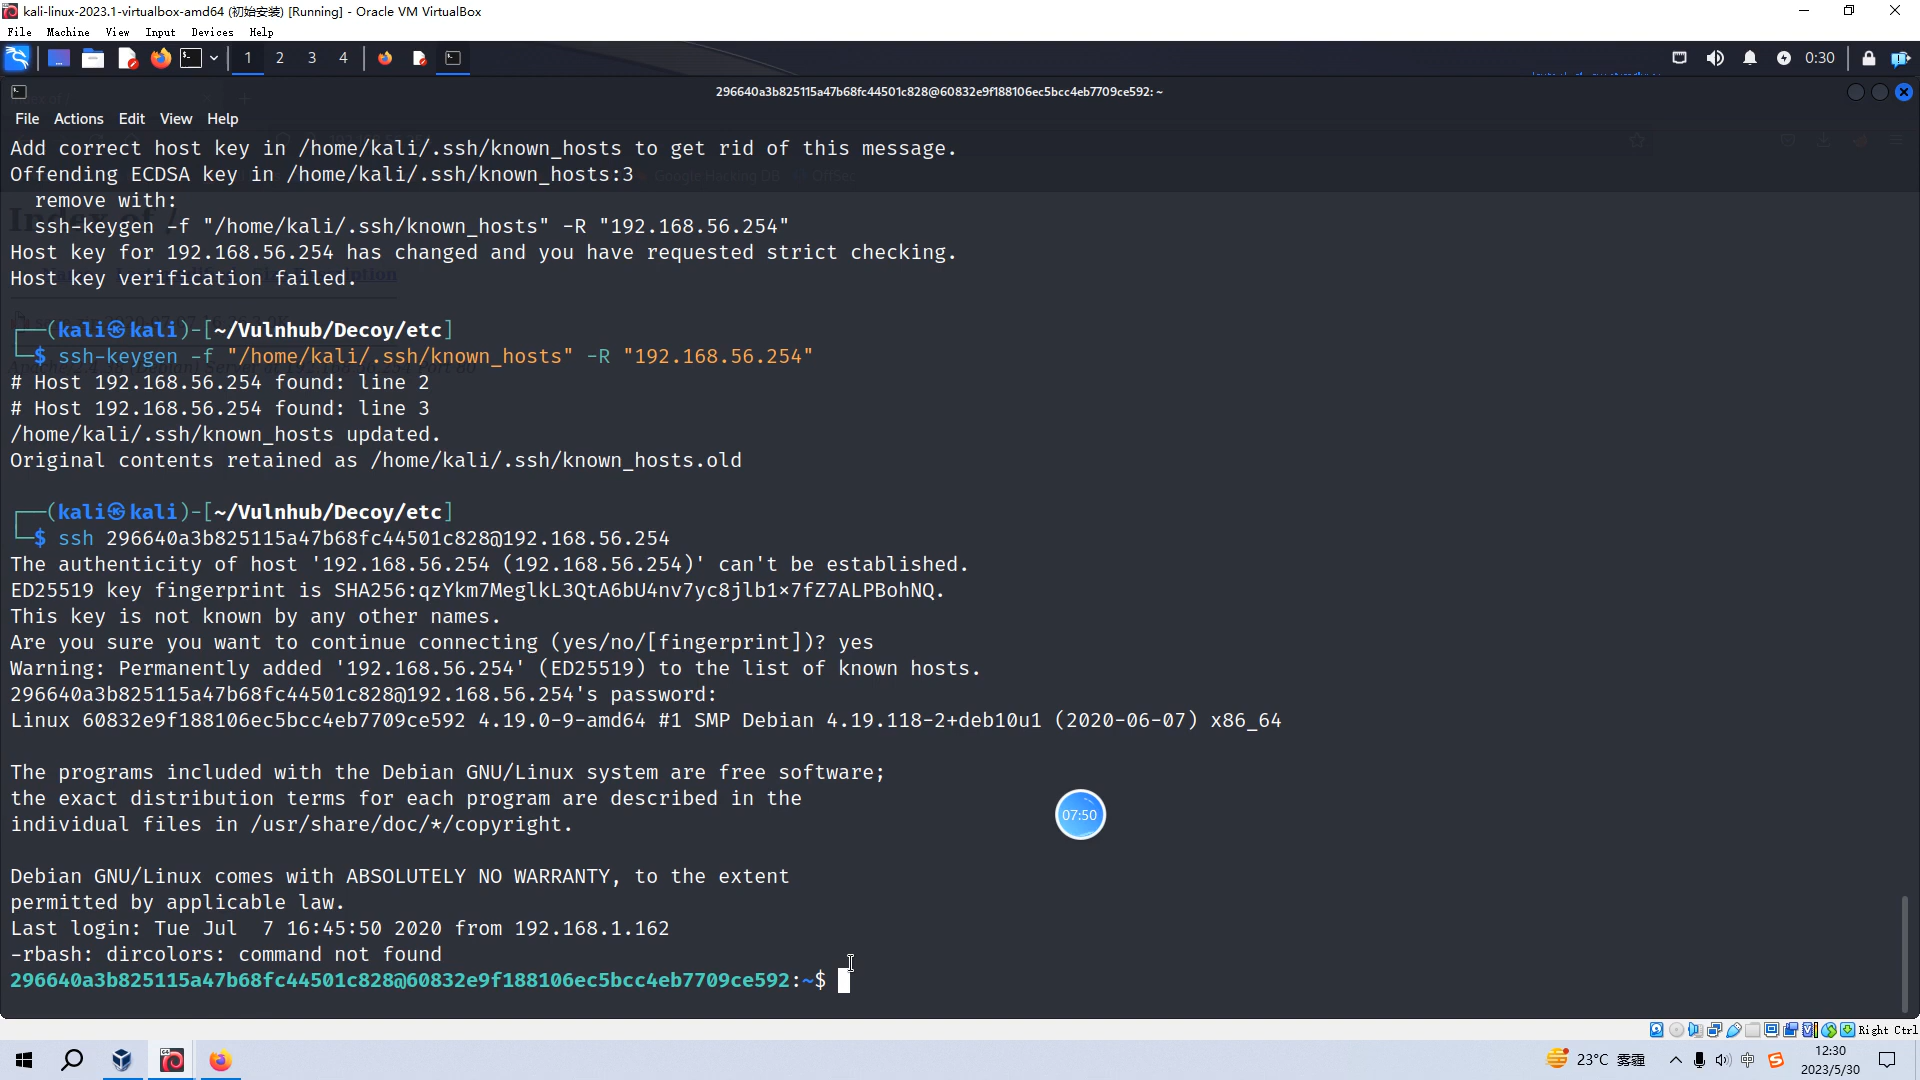 kali-linux-2023.1-virtualbox-amd64 (初始安装) [Running] - Oracle VM VirtualBox
File Machine View Input Devices Help
1 2 3 4 0:30
296640a3b825115a47b68fc44501c828@60832e9f188106ec5bcc4eb7709ce592: ~
File Actions Edit View Help
Add correct host key in /home/kali/.ssh/known_hosts to get rid of this message.
Offending ECDSA key in /home/kali/.ssh/known_hosts:3
Google Hacking DB OffSec
remove with:
Index of /
ssh-keygen -f "/home/kali/.ssh/known_hosts" -R "192.168.56.254"
Host key for 192.168.56.254 has changed and you have requested strict checking.
Host key verification failed.
┌──(kali㉿kali)-[~/Vulnhub/Decoy/etc]
└─$ ssh-keygen -f "/home/kali/.ssh/known_hosts" -R "192.168.56.254"
# Host 192.168.56.254 found: line 2
# Host 192.168.56.254 found: line 3
/home/kali/.ssh/known_hosts updated.
Original contents retained as /home/kali/.ssh/known_hosts.old
┌──(kali㉿kali)-[~/Vulnhub/Decoy/etc]
└─$ ssh 296640a3b825115a47b68fc44501c828@192.168.56.254
The authenticity of host '192.168.56.254 (192.168.56.254)' can't be established.
ED25519 key fingerprint is SHA256:qzYkm7MeglkL3QtA6bU4nv7yc8jlb1×7fZ7ALPBohNQ.
This key is not known by any other names.
Are you sure you want to continue connecting (yes/no/[fingerprint])? yes
Warning: Permanently added '192.168.56.254' (ED25519) to the list of known hosts.
296640a3b825115a47b68fc44501c828@192.168.56.254's password:
Linux 60832e9f188106ec5bcc4eb7709ce592 4.19.0-9-amd64 #1 SMP Debian 4.19.118-2+deb10u1 (2020-06-07) x86_64
The programs included with the Debian GNU/Linux system are free software;
the exact distribution terms for each program are described in the
individual files in /usr/share/doc/*/copyright.
07:50
Debian GNU/Linux comes with ABSOLUTELY NO WARRANTY, to the extent
permitted by applicable law.
Last login: Tue Jul  7 16:45:50 2020 from 192.168.1.162
-rbash: dircolors: command not found
296640a3b825115a47b68fc44501c828@60832e9f188106ec5bcc4eb7709ce592:~$
Right Ctrl
23°C 雾霾 中 12:30
2023/5/30